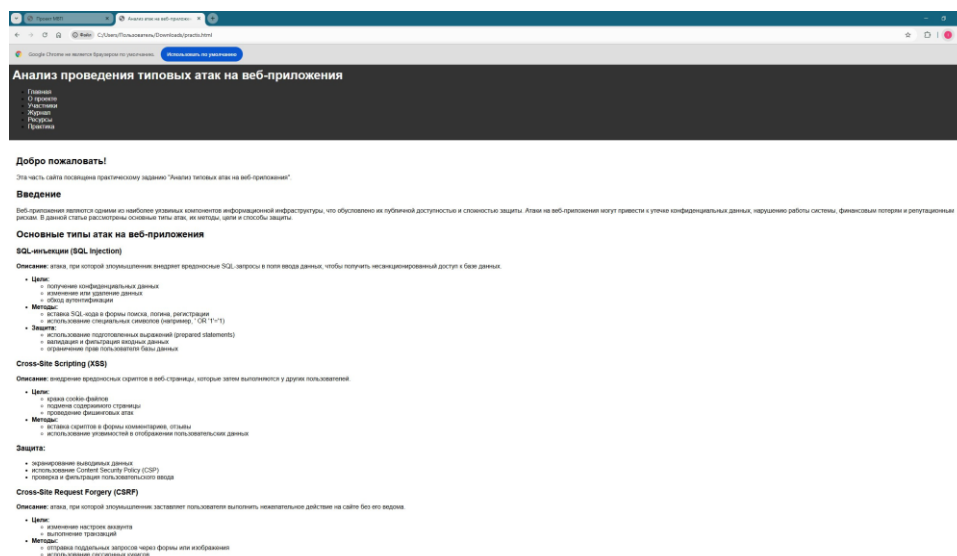 Проект МИП
Анализ атак на веб-приложен
Файл C:/Users/Пользователь/Downloads/practis.html
Google Chrome не является браузером по умолчанию. Использовать по умолчанию
Анализ проведения типовых атак на веб-приложения
Главная
О проекте
Участники
Журнал
Ресурсы
Практика
Добро пожаловать!
Эта часть сайта посвящена практическому заданию "Анализ типовых атак на веб-приложения".
Введение
Веб-приложения являются одними из наиболее уязвимых компонентов информационной инфраструктуры, что обусловлено их публичной доступностью и сложностью защиты. Атаки на веб-приложения могут привести к утечке конфиденциальных данных, нарушению работы системы, финансовым потерям и репутационным
рискам. В данной статье рассмотрены основные типы атак, их методы, цели и способы защиты.
Основные типы атак на веб-приложения
SQL-инъекции (SQL Injection)
Описание: атака, при которой злоумышленник внедряет вредоносные SQL-запросы в поля ввода данных, чтобы получить несанкционированный доступ к базе данных.
Цели:
получение конфиденциальных данных
изменение или удаление данных
обход аутентификации
Методы:
вставка SQL-кода в формы поиска, логина, регистрации
использование специальных символов (например, ' OR '1'='1)
Защита:
использование подготовленных выражений (prepared statements)
валидация и фильтрация входных данных
ограничение прав пользователя базы данных
Cross-Site Scripting (XSS)
Описание: внедрение вредоносных скриптов в веб-страницы, которые затем выполняются у других пользователей.
Цели:
кража cookie-файлов
подмена содержимого страницы
проведение фишинговых атак
Методы:
вставка скриптов в формы комментариев, отзывы
использование уязвимостей в отображении пользовательских данных
Защита:
экранирование выводимых данных
использование Content Security Policy (CSP)
проверка и фильтрация пользовательского ввода
Cross-Site Request Forgery (CSRF)
Описание: атака, при которой злоумышленник заставляет пользователя выполнить нежелательное действие на сайте без его ведома.
Цели:
изменение настроек аккаунта
выполнение транзакций
Методы:
отправка поддельных запросов через формы или изображения
использование сессионных кукисов